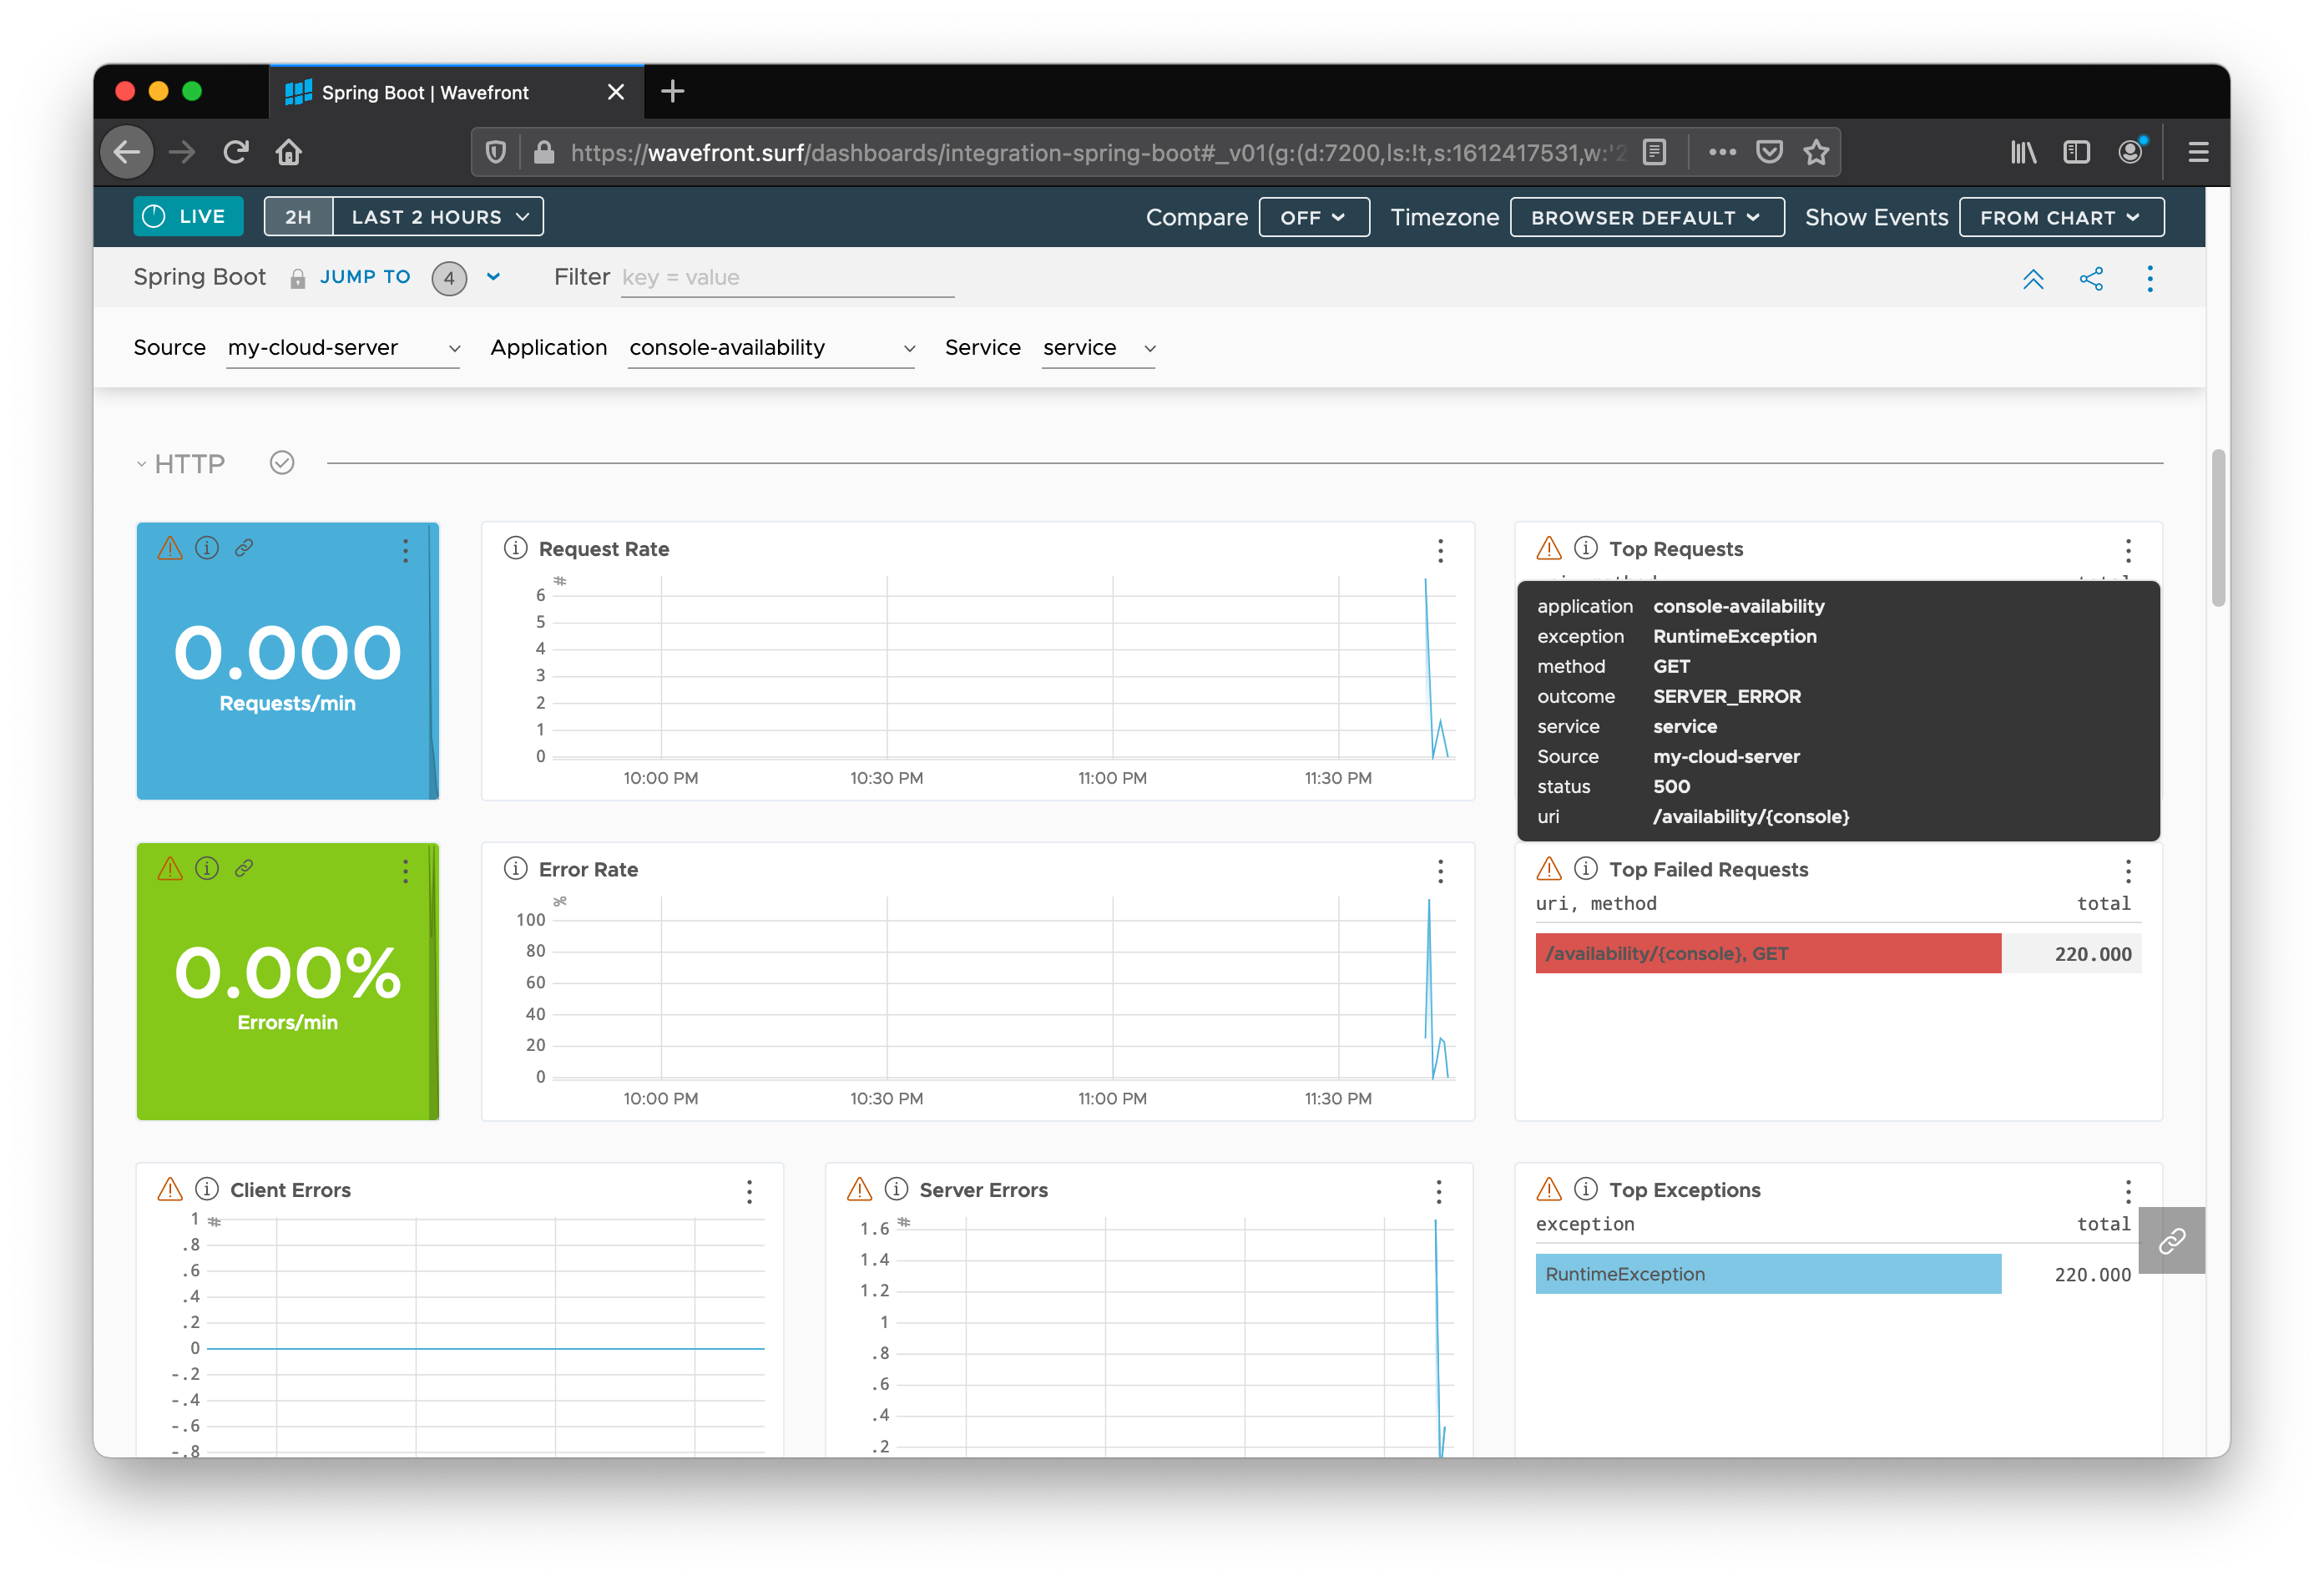 Spring Boot | Wavefront
https://wavefront.surf/dashboards/integration-spring-boot#_v01(g:(d:7200,ls:!t,s:1612417531,w:'2
LIVE 2H LAST 2 HOURS Compare OFF Timezone BROWSER DEFAULT Show Events FROM CHART
Spring Boot JUMP TO 4 Filter key = value
Source my-cloud-server Application console-availability Service service
HTTP
0.000
Requests/min
Request Rate
#
6
5
4
3
2
1
0
10:00 PM 10:30 PM 11:00 PM 11:30 PM
Top Requests
application console-availability
exception RuntimeException
method GET
outcome SERVER_ERROR
service service
Source my-cloud-server
status 500
uri /availability/{console}
0.00%
Errors/min
Error Rate
%
100
80
60
40
20
0
10:00 PM 10:30 PM 11:00 PM 11:30 PM
Top Failed Requests
uri, method total
/availability/{console}, GET 220.000
Client Errors
#
1
.8
.6
.4
.2
0
-.2
-.4
-.6
-.8
Server Errors
#
1.6
1.4
1.2
1
.8
.6
.4
.2
Top Exceptions
exception total
RuntimeException 220.000